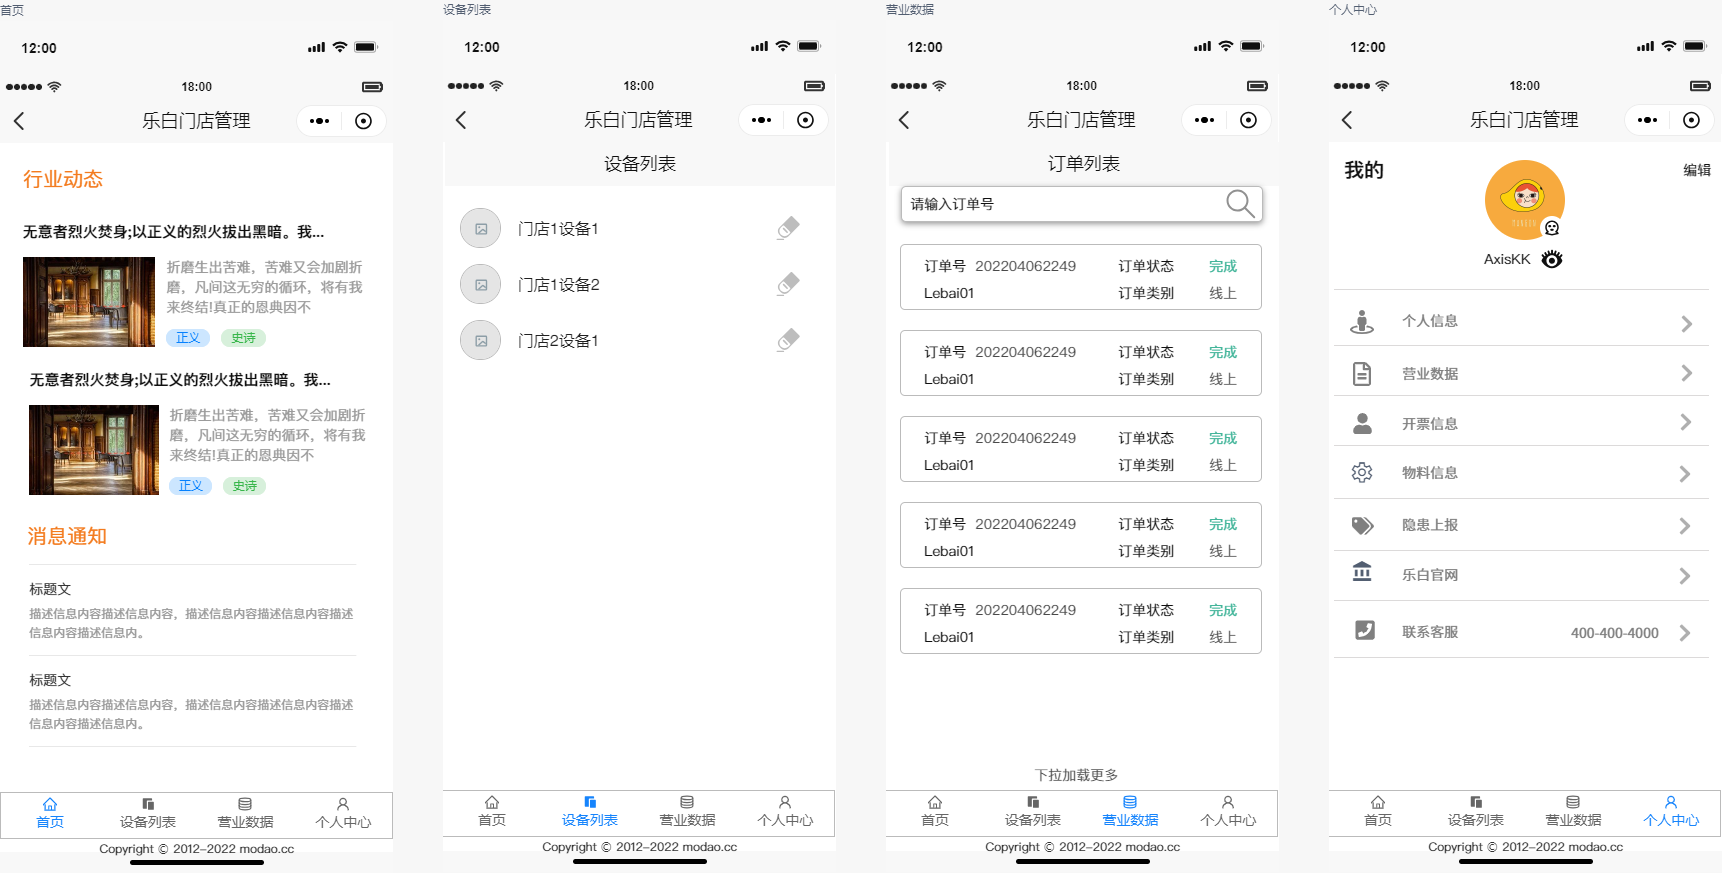 首页
12:00
18:00
乐白门店管理
行业动态
无意者烈火焚身;以正义的烈火拔出黑暗。我...
折磨生出苦难，苦难又会加剧折
磨，凡间这无穷的循环，将有我
来终结!真正的恩典因不
正义 史诗
无意者烈火焚身;以正义的烈火拔出黑暗。我...
折磨生出苦难，苦难又会加剧折
磨，凡间这无穷的循环，将有我
来终结!真正的恩典因不
正义 史诗
消息通知
标题文
描述信息内容描述信息内容，描述信息内容描述信息内容描述
信息内容描述信息内。
标题文
描述信息内容描述信息内容，描述信息内容描述信息内容描述
信息内容描述信息内。
首页 设备列表 营业数据 个人中心
Copyright © 2012-2022 modao.cc
设备列表
12:00
18:00
乐白门店管理
设备列表
门店1设备1
门店1设备2
门店2设备1
首页 设备列表 营业数据 个人中心
Copyright © 2012-2022 modao.cc
营业数据
12:00
18:00
乐白门店管理
订单列表
请输入订单号
订单号 202204062249 订单状态 完成
Lebai01 订单类别 线上
订单号 202204062249 订单状态 完成
Lebai01 订单类别 线上
订单号 202204062249 订单状态 完成
Lebai01 订单类别 线上
订单号 202204062249 订单状态 完成
Lebai01 订单类别 线上
订单号 202204062249 订单状态 完成
Lebai01 订单类别 线上
下拉加载更多
首页 设备列表 营业数据 个人中心
Copyright © 2012-2022 modao.cc
个人中心
12:00
18:00
乐白门店管理
我的 编辑
AxisKK
个人信息
营业数据
开票信息
物料信息
隐患上报
乐白官网
联系客服 400-400-4000
首页 设备列表 营业数据 个人中心
Copyright © 2012-2022 modao.cc